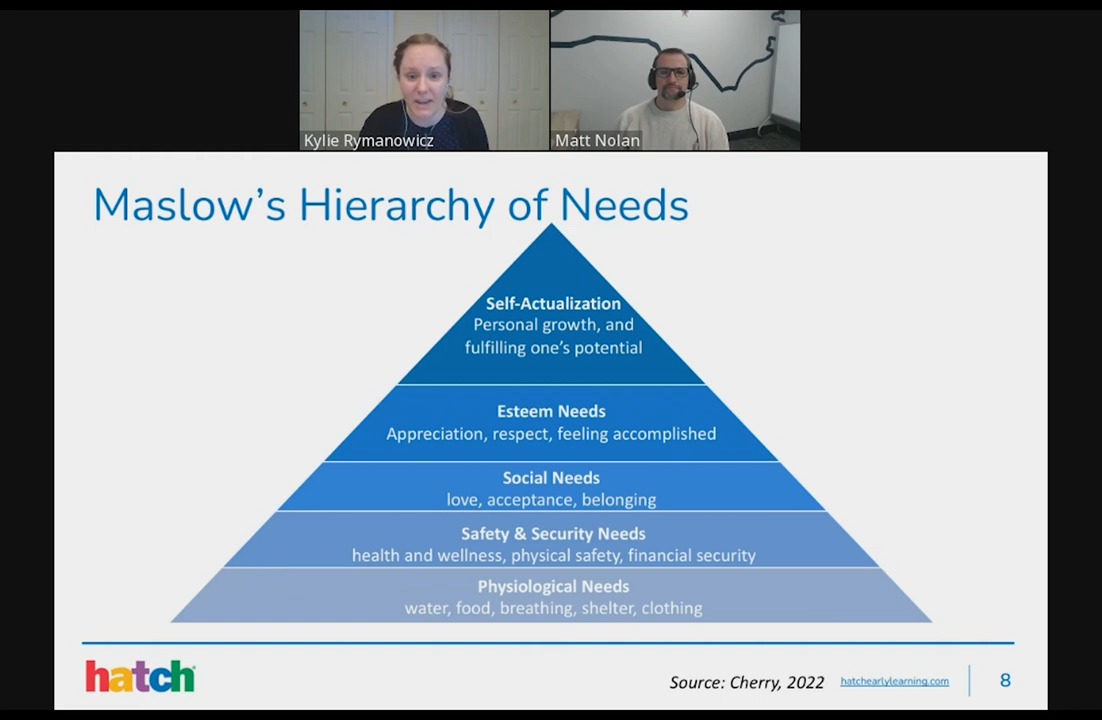 Kylie Rymanowicz
Matt Nolan
Maslow’s Hierarchy of Needs
Self-Actualization
Personal growth, and
fulfilling one’s potential
Esteem Needs
Appreciation, respect, feeling accomplished
Social Needs
love, acceptance, belonging
Safety & Security Needs
health and wellness, physical safety, financial security
Physiological Needs
water, food, breathing, shelter, clothing
hatch
Source: Cherry, 2022
hatchearlylearning.com
8